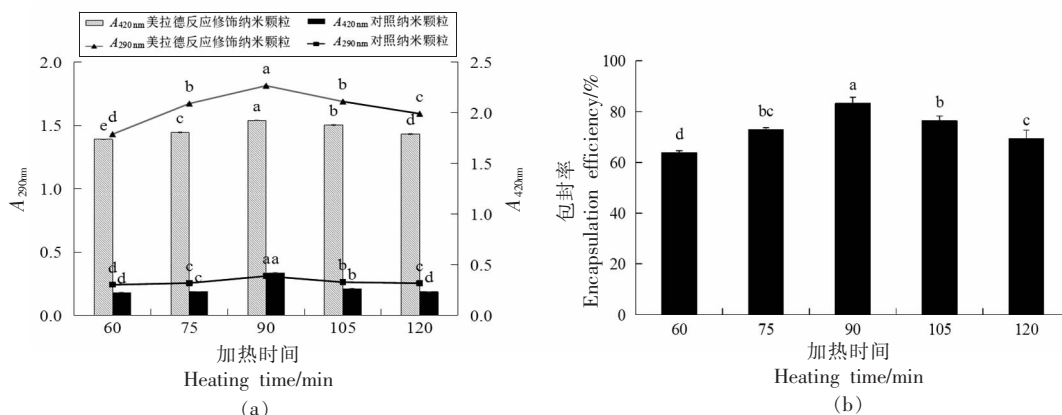 A420nm美拉德反应修饰纳米颗粒 A420nm对照纳米颗粒
A290nm美拉德反应修饰纳米颗粒 A290nm对照纳米颗粒
2.0
1.5
1.0
0.5
0.0
A290nm
2.5
2.0
1.5
1.0
0.5
0.0
A420nm
d b a b c
e c a b d
d c aa b c
d c b d
60 75 90 105 120
加热时间
Heating time/min
(a)
100
80
60
40
20
0
包封率
Encapsulation efficiency/%
d bc a b c
60 75 90 105 120
加热时间
Heating time/min
(b)